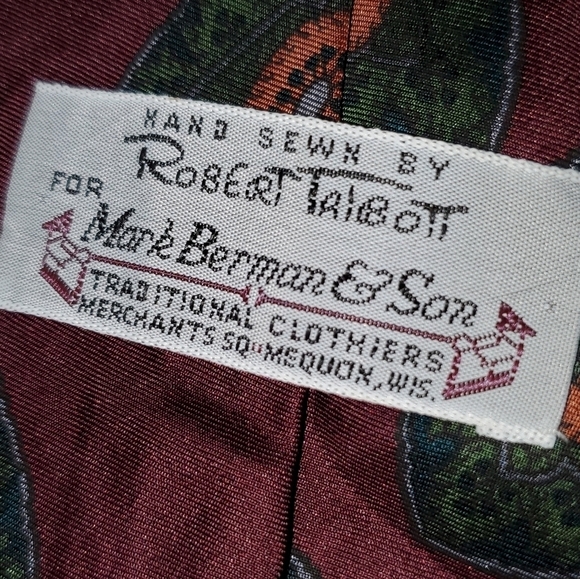 HAND SEWN BY
ROBERT TALBOTT
FOR
Mark Berman & Son
TRADITIONAL CLOTHIERS
MERCHANTS SQ. MEQUON, WIS.